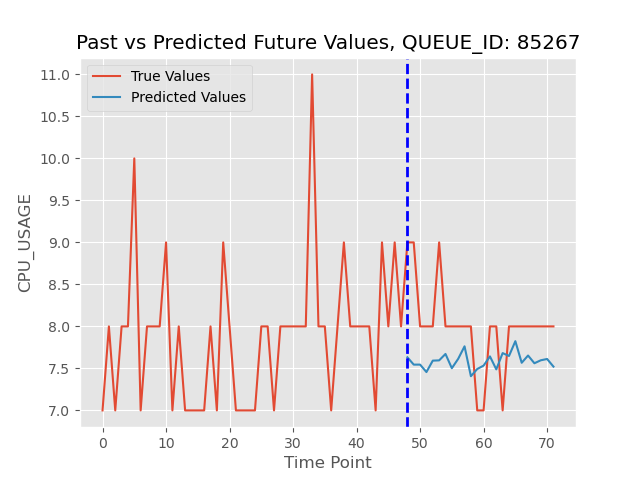 Past vs Predicted Future Values, QUEUE_ID: 85267
True Values
Predicted Values
CPU_USAGE
11.0
10.5
10.0
9.5
9.0
8.5
8.0
7.5
7.0
0 10 20 30 40 50 60 70
Time Point